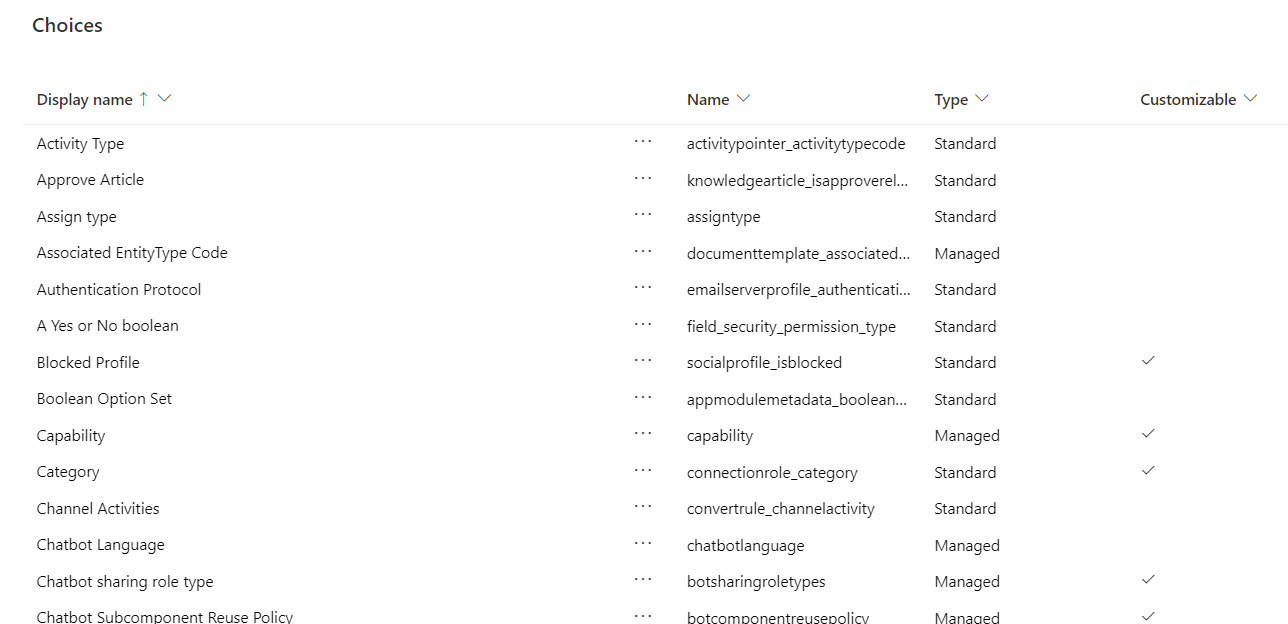 Choices
Display name Name Type Customizable
Activity Type ... activitypointer_activitytypecode Standard
Approve Article ... knowledgearticle_isapproverel... Standard
Assign type ... assigntype Standard
Associated EntityType Code ... documenttemplate_associated... Managed
Authentication Protocol ... emailserverprofile_authenticati... Standard
A Yes or No boolean ... field_security_permission_type Standard
Blocked Profile ... socialprofile_isblocked Standard
Boolean Option Set ... appmodulemetadata_boolean... Standard
Capability ... capability Managed
Category ... connectionrole_category Standard
Channel Activities ... convertrule_channelactivity Standard
Chatbot Language ... chatbotlanguage Managed
Chatbot sharing role type ... botsharingroletypes Managed
Chatbot Subcomponent Reuse Policy ... botcomponentreusepolicy Managed